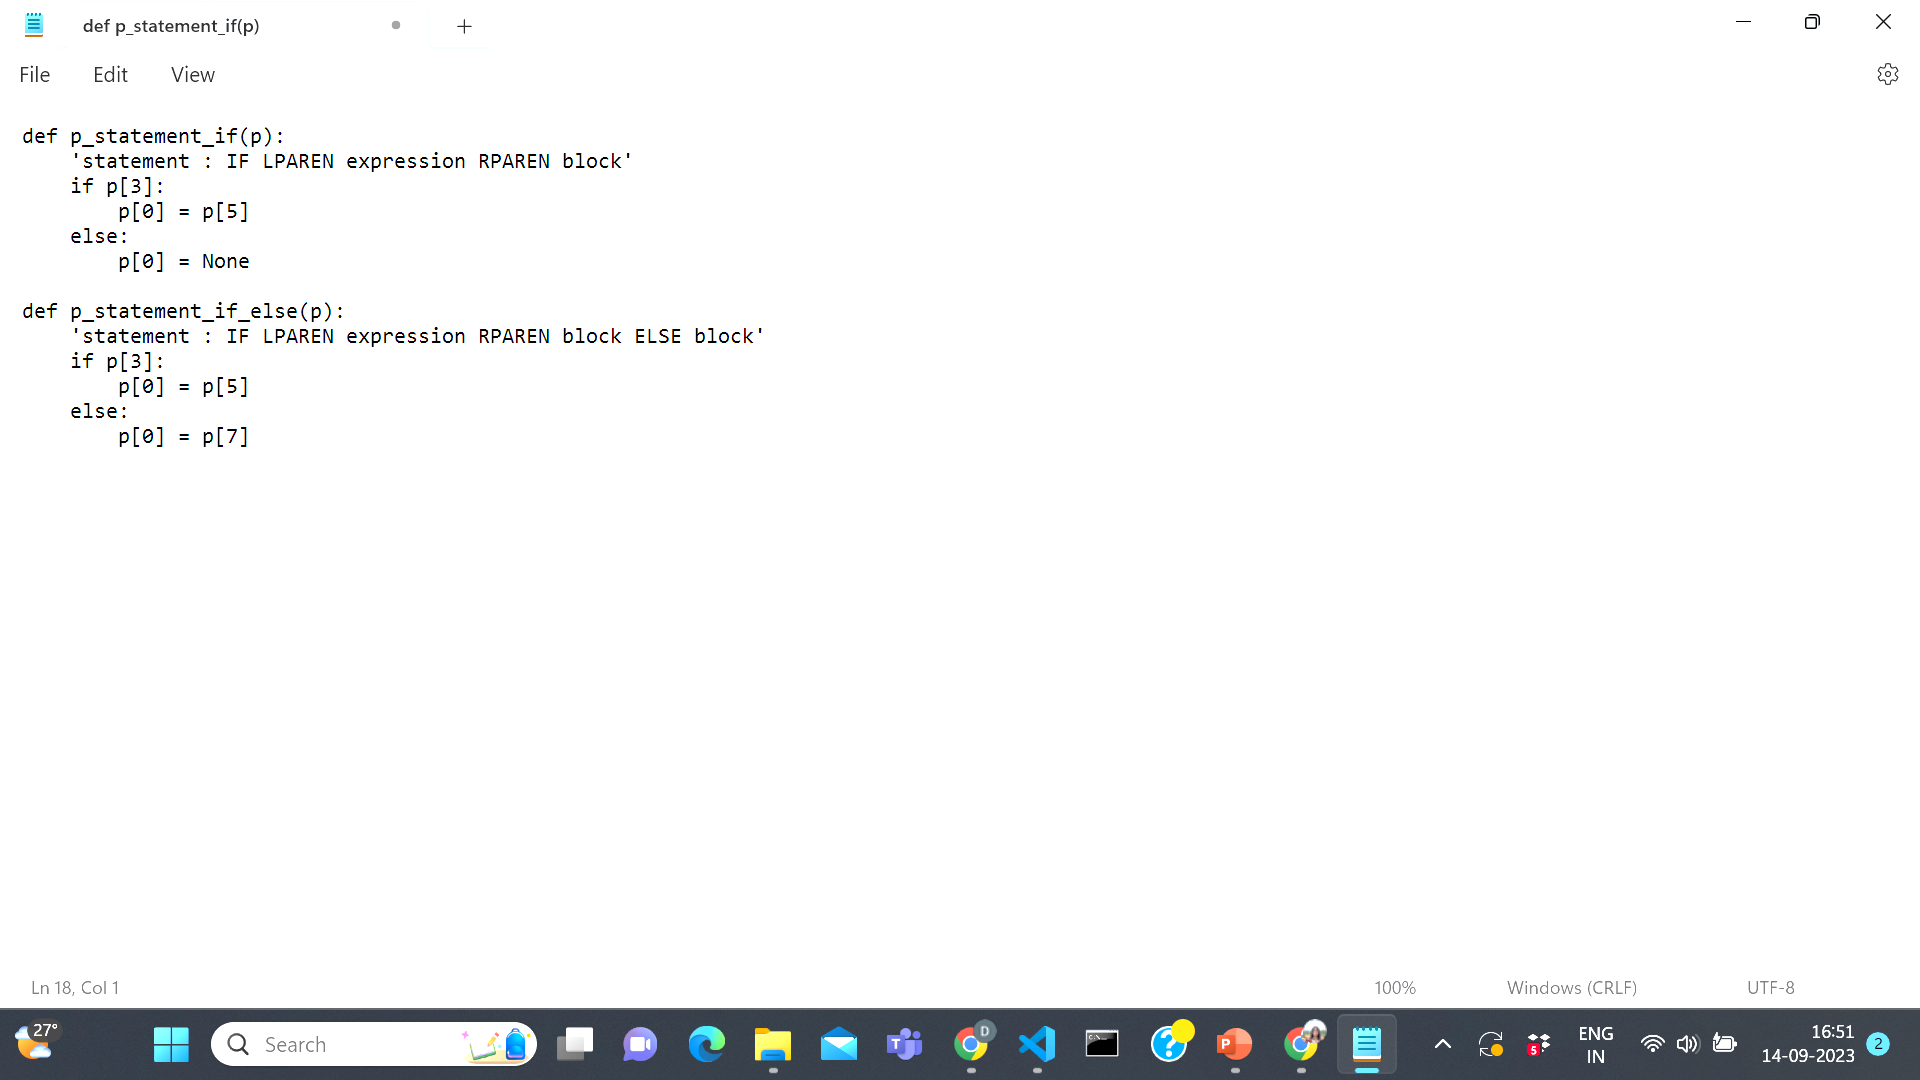 def p_statement_if(p)
File Edit View
def p_statement_if(p):
    'statement : IF LPAREN expression RPAREN block'
    if p[3]:
        p[0] = p[5]
    else:
        p[0] = None
def p_statement_if_else(p):
    'statement : IF LPAREN expression RPAREN block ELSE block'
    if p[3]:
        p[0] = p[5]
    else:
        p[0] = p[7]
Ln 18, Col 1 100% Windows (CRLF) UTF-8
27°
Search
D
T
C:\
?
P
5
ENG
IN
16:51
14-09-2023
2